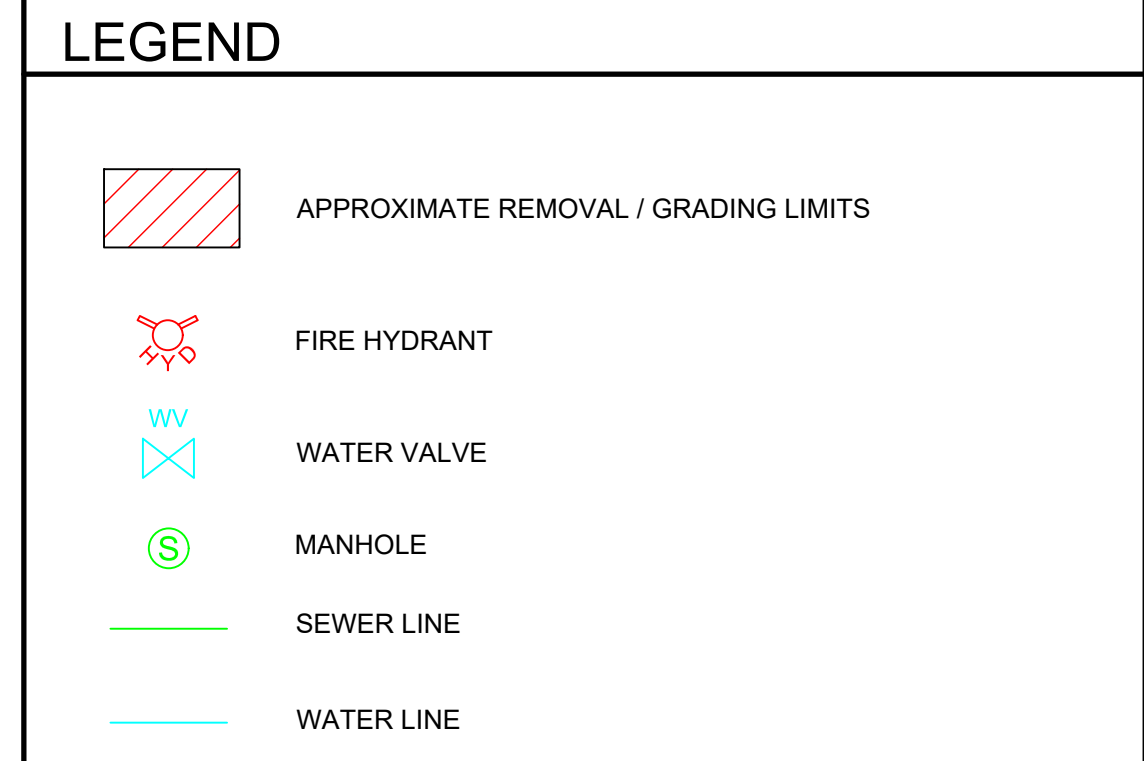 LEGEND
APPROXIMATE REMOVAL / GRADING LIMITS
HYD
FIRE HYDRANT
WV
WATER VALVE
S
MANHOLE
SEWER LINE
WATER LINE